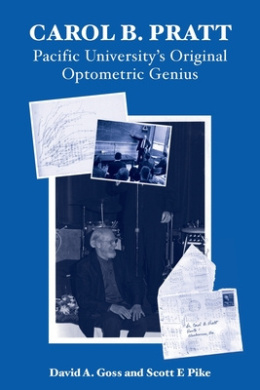 CAROL B. PRATT
Pacific University's Original
Optometric Genius
David A. Goss and Scott E Pike